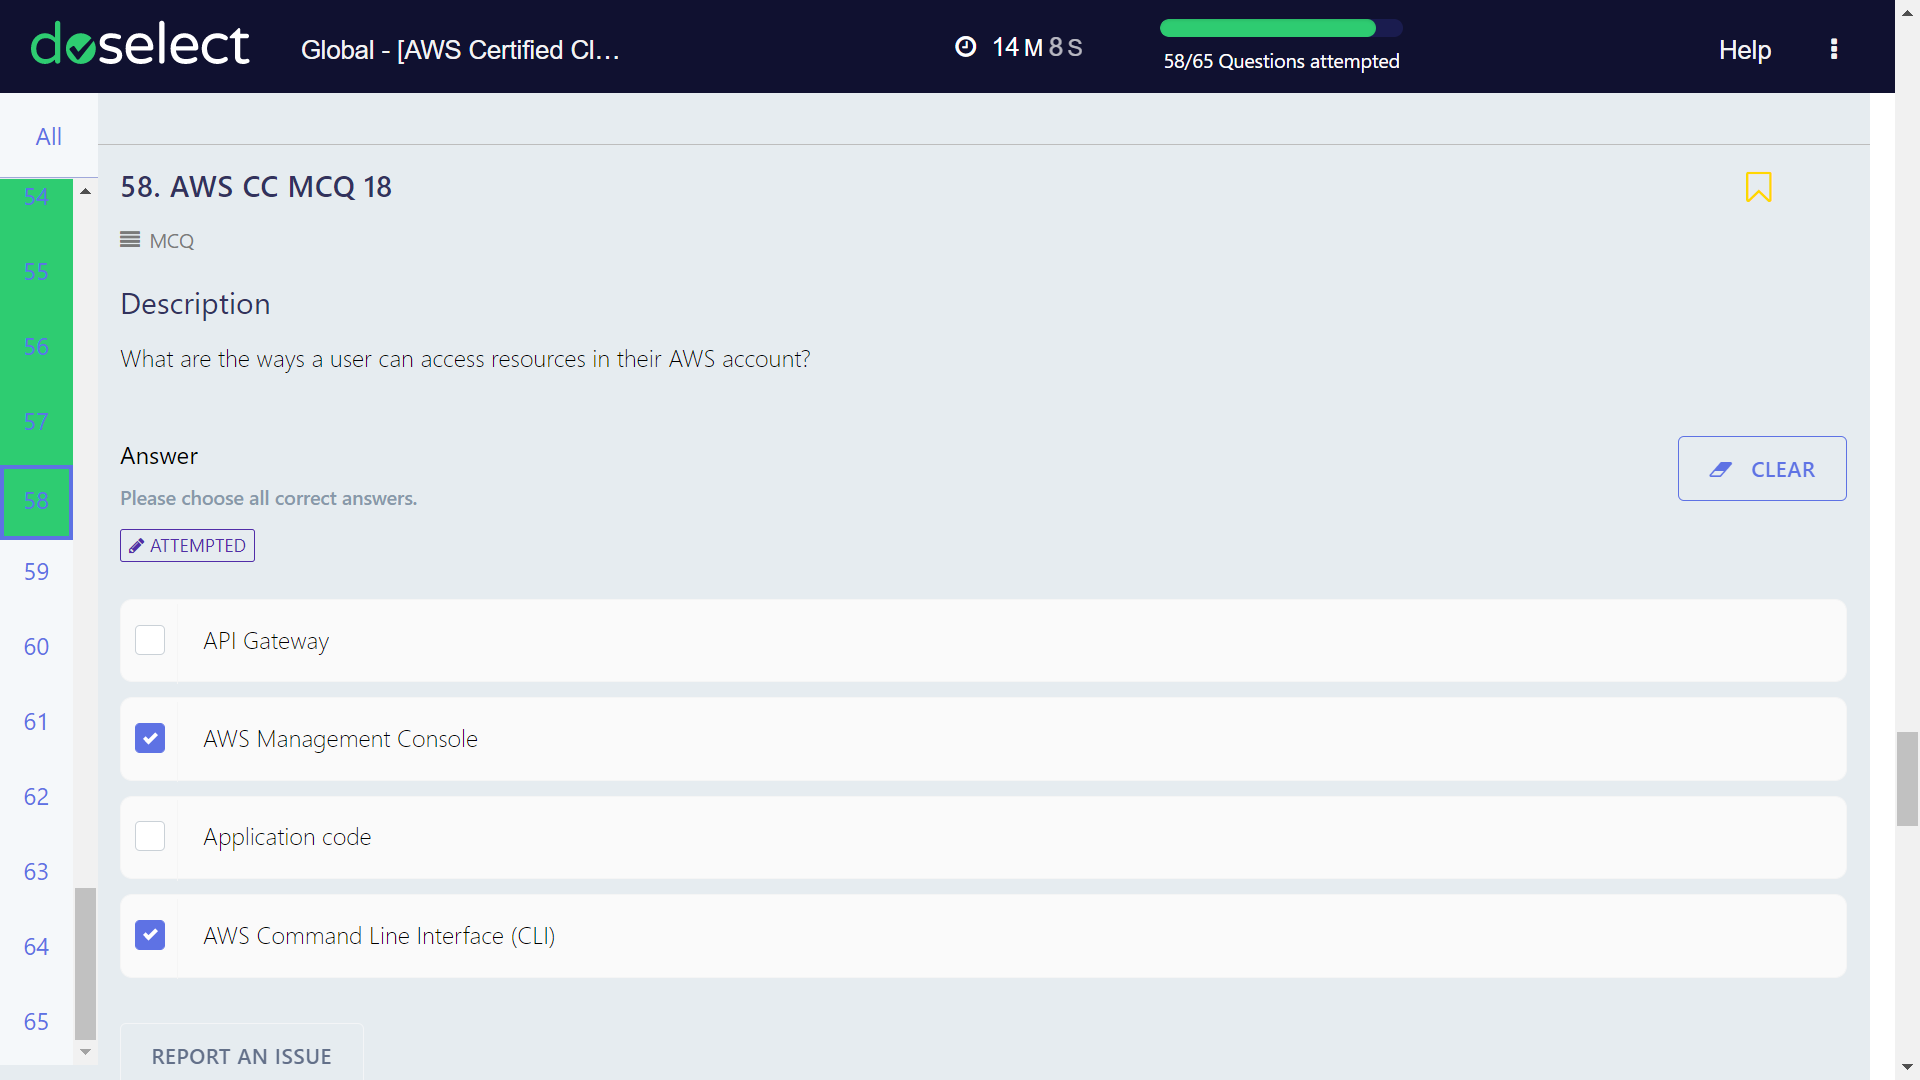 doselect
Global - [AWS Certified Cl...
14 M 8 S
58/65 Questions attempted
Help
All
54
55
56
57
58
59
60
61
62
63
64
65
58. AWS CC MCQ 18
MCQ
Description
What are the ways a user can access resources in their AWS account?
Answer
CLEAR
Please choose all correct answers.
ATTEMPTED
API Gateway
AWS Management Console
Application code
AWS Command Line Interface (CLI)
REPORT AN ISSUE